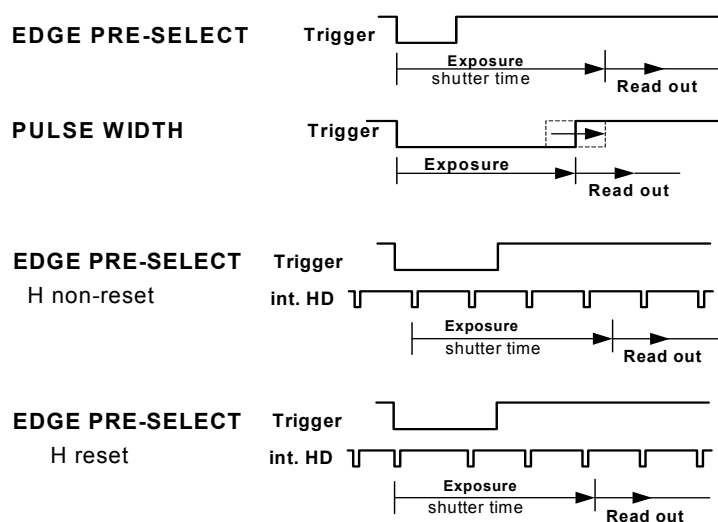 EDGE PRE-SELECT Trigger
Exposure
shutter time
Read out
PULSE WIDTH Trigger
Exposure
Read out
EDGE PRE-SELECT Trigger
H non-reset int. HD
Exposure
shutter time
Read out
EDGE PRE-SELECT Trigger
H reset int. HD
Exposure
shutter time
Read out